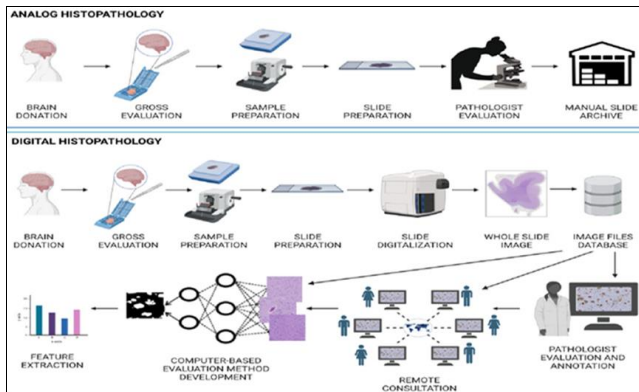 ANALOG HISTOPATHOLOGY
BRAIN
DONATION
GROSS
EVALUATION
SAMPLE
PREPARATION
SLIDE
PREPARATION
PATHOLOGIST
EVALUATION
MANUAL SLIDE
ARCHIVE
DIGITAL HISTOPATHOLOGY
BRAIN
DONATION
GROSS
EVALUATION
SAMPLE
PREPARATION
SLIDE
PREPARATION
SLIDE
DIGITALIZATION
WHOLE SLIDE
IMAGE
IMAGE FILES
DATABASE
FEATURE
EXTRACTION
COMPUTER-BASED
EVALUATION METHOD
DEVELOPMENT
REMOTE
CONSULTATION
PATHOLOGIST
EVALUATION AND
ANNOTATION